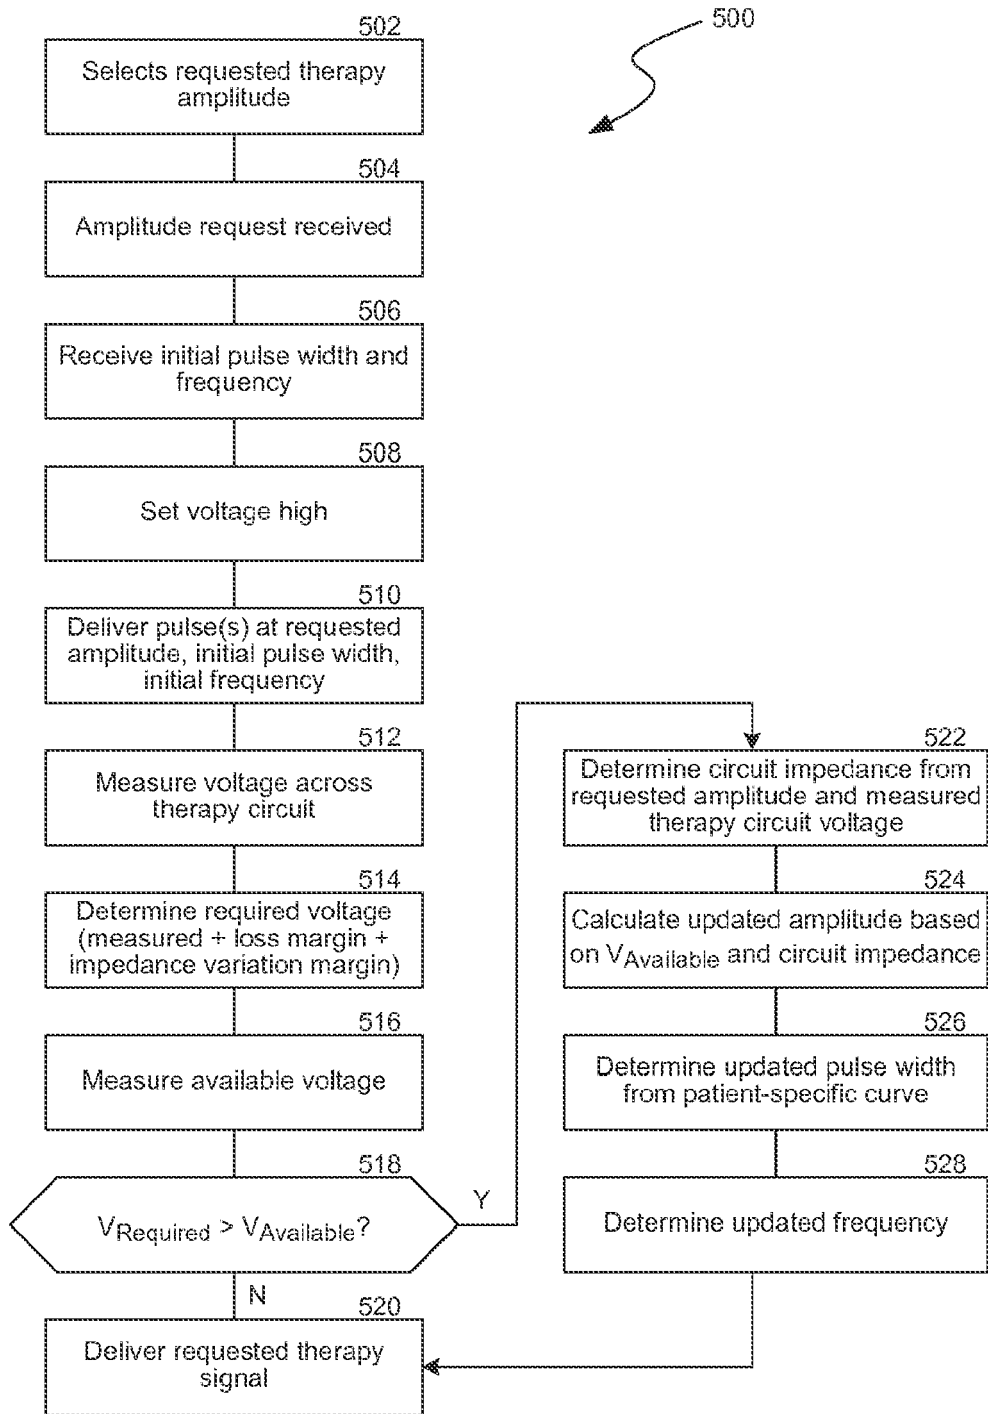 500
502
Selects requested therapy
amplitude
504
Amplitude request received
506
Receive initial pulse width and
frequency
508
Set voltage high
510
Deliver pulse(s) at requested
amplitude, initial pulse width,
initial frequency
512
Measure voltage across
therapy circuit
514
Determine required voltage
(measured + loss margin +
impedance variation margin)
516
Measure available voltage
518
VRequired > VAvailable?
Y
N
520
Deliver requested therapy
signal
522
Determine circuit impedance from
requested amplitude and measured
therapy circuit voltage
524
Calculate updated amplitude based
on VAvailable and circuit impedance
526
Determine updated pulse width
from patient-specific curve
528
Determine updated frequency